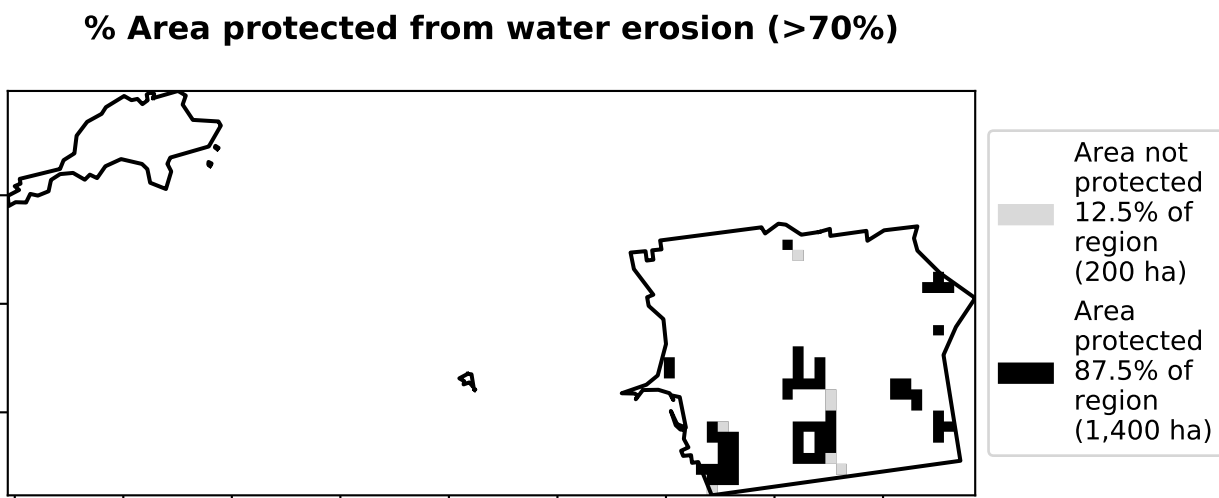 % Area protected from water erosion (>70%)
Area not
protected
12.5% of
region
(200 ha)
Area
protected
87.5% of
region
(1,400 ha)